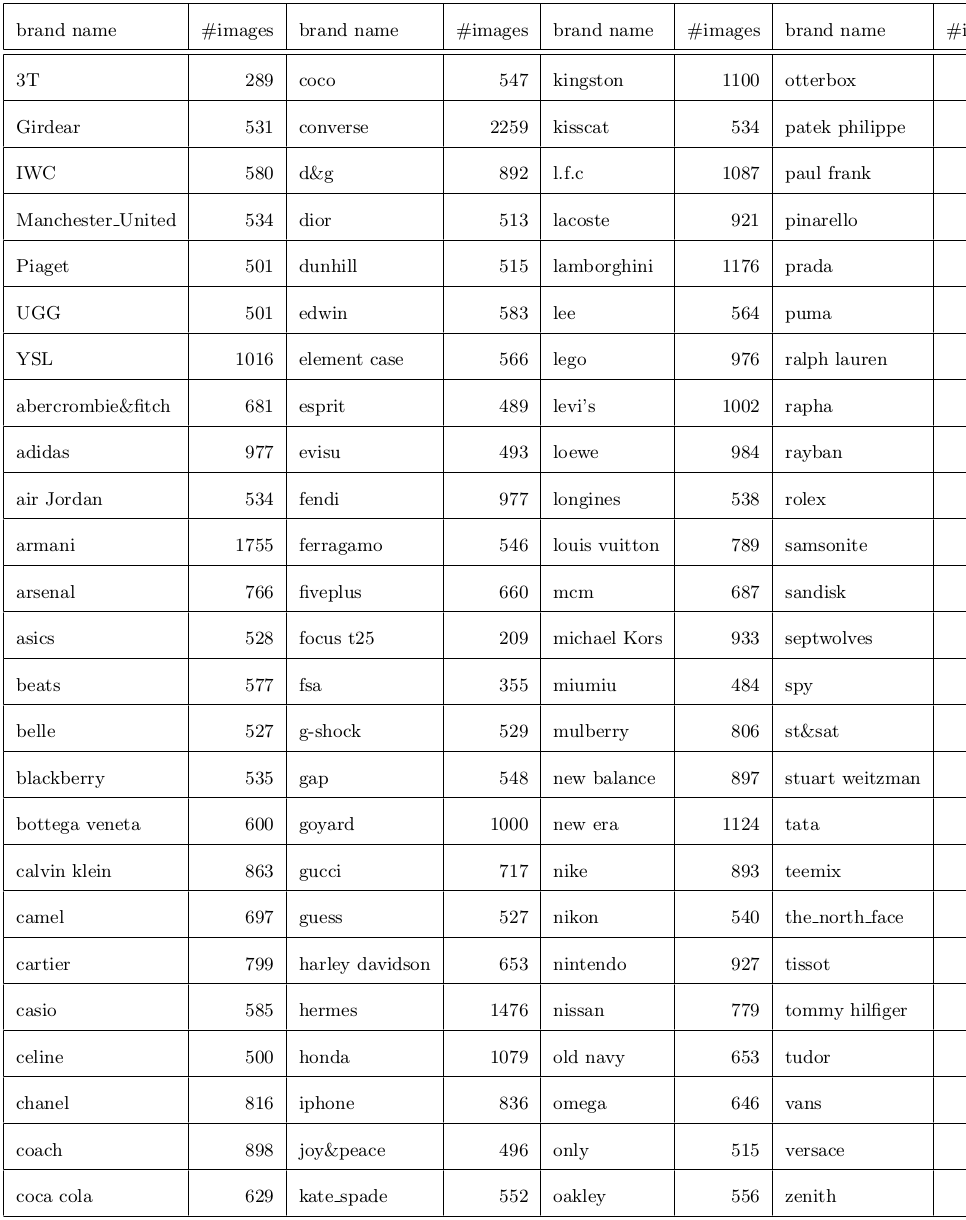 brand name #images brand name #images brand name #images brand name #i
3T 289 coco 547 kingston 1100 otterbox
Girdear 531 converse 2259 kisscat 534 patek philippe
IWC 580 d&g 892 l.f.c 1087 paul frank
Manchester_United 534 dior 513 lacoste 921 pinarello
Piaget 501 dunhill 515 lamborghini 1176 prada
UGG 501 edwin 583 lee 564 puma
YSL 1016 element case 566 lego 976 ralph lauren
abercrombie&fitch 681 esprit 489 levi's 1002 rapha
adidas 977 evisu 493 loewe 984 rayban
air Jordan 534 fendi 977 longines 538 rolex
armani 1755 ferragamo 546 louis vuitton 789 samsonite
arsenal 766 fiveplus 660 mcm 687 sandisk
asics 528 focus t25 209 michael Kors 933 septwolves
beats 577 fsa 355 miumiu 484 spy
belle 527 g-shock 529 mulberry 806 st&sat
blackberry 535 gap 548 new balance 897 stuart weitzman
bottega veneta 600 goyard 1000 new era 1124 tata
calvin klein 863 gucci 717 nike 893 teemix
camel 697 guess 527 nikon 540 the_north_face
cartier 799 harley davidson 653 nintendo 927 tissot
casio 585 hermes 1476 nissan 779 tommy hilfiger
celine 500 honda 1079 old navy 653 tudor
chanel 816 iphone 836 omega 646 vans
coach 898 joy&peace 496 only 515 versace
coca cola 629 kate_spade 552 oakley 556 zenith